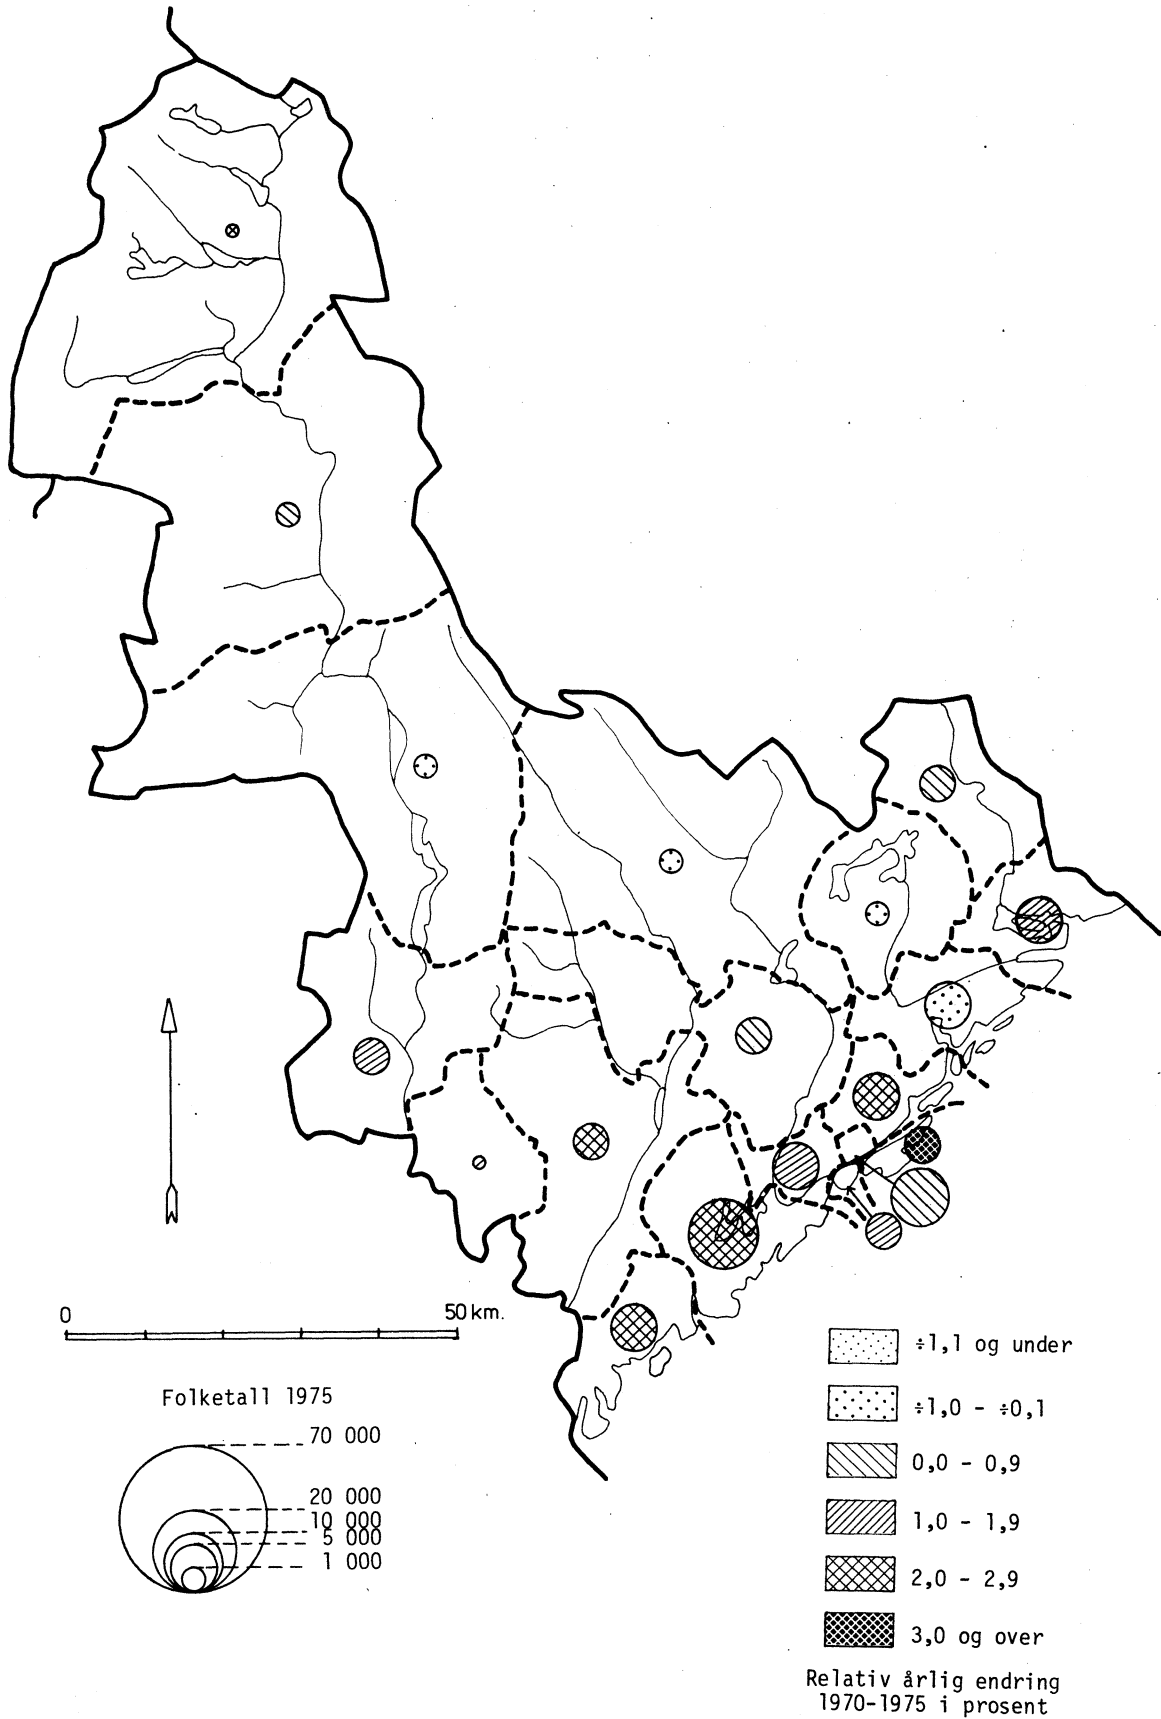 0 50 km.
Folketall 1975
70 000
20 000
10 000
5 000
1 000
÷1,1 og under
÷1,0 - ÷0,1
0,0 - 0,9
1,0 - 1,9
2,0 - 2,9
3,0 og over
Relativ årlig endring
1970-1975 i prosent